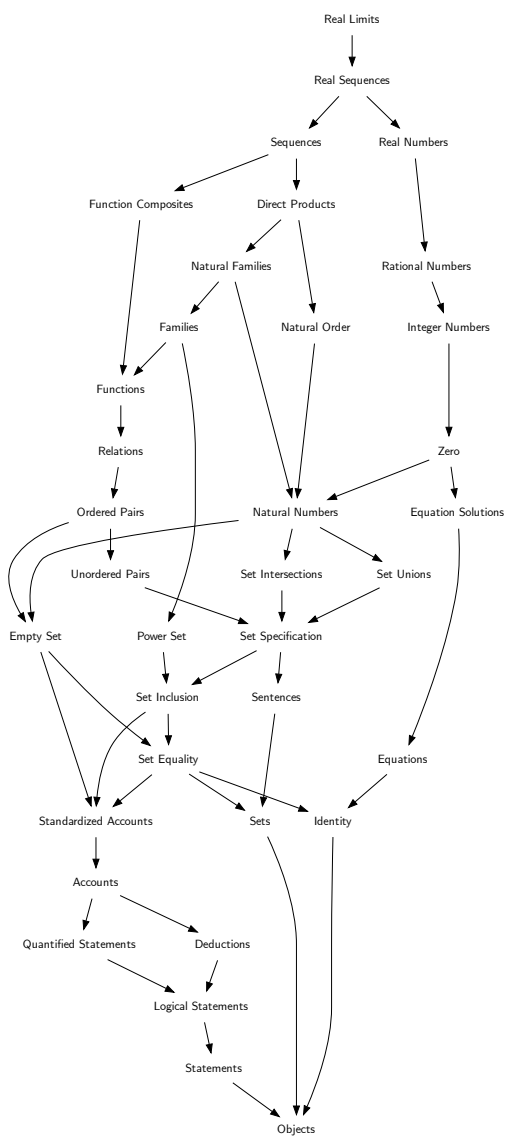 Real Limits
Real Sequences
Sequences
Real Numbers
Function Composites
Direct Products
Natural Families
Rational Numbers
Families
Natural Order
Integer Numbers
Functions
Relations
Zero
Ordered Pairs
Natural Numbers
Equation Solutions
Unordered Pairs
Set Intersections
Set Unions
Empty Set
Power Set
Set Specification
Set Inclusion
Sentences
Set Equality
Equations
Standardized Accounts
Sets
Identity
Accounts
Quantified Statements
Deductions
Logical Statements
Statements
Objects